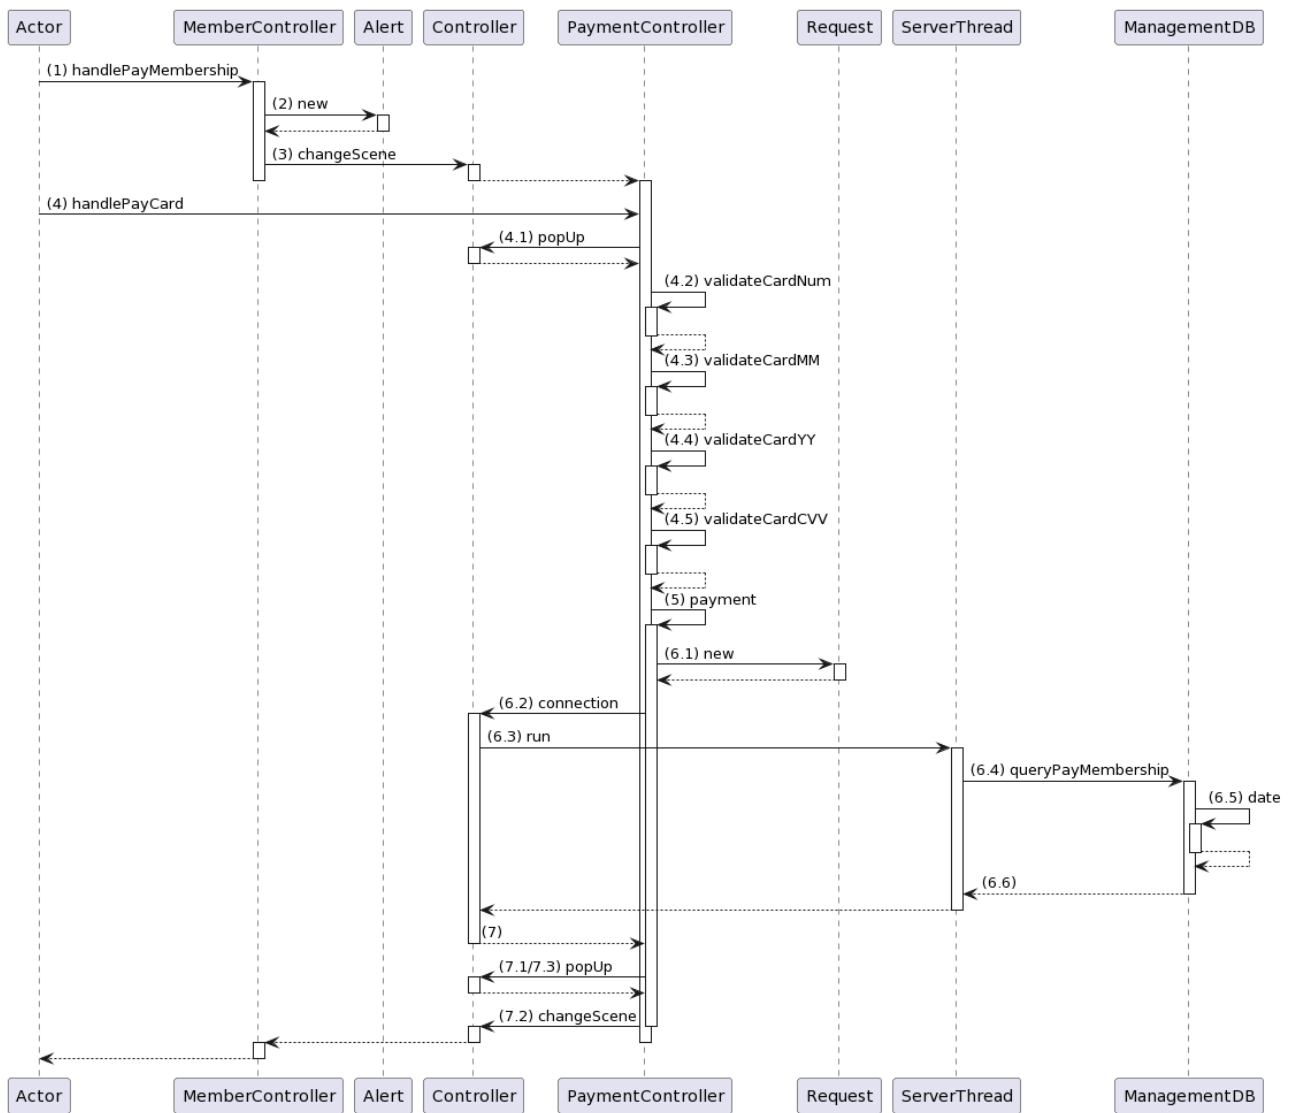 Actor MemberController Alert Controller PaymentController Request ServerThread ManagementDB
(1) handlePayMembership
(2) new
(3) changeScene
(4) handlePayCard
(4.1) popUp
(4.2) validateCardNum
(4.3) validateCardMM
(4.4) validateCardYY
(4.5) validateCardCVV
(5) payment
(6.1) new
(6.2) connection
(6.3) run
(6.4) queryPayMembership
(6.5) date
(6.6)
(7)
(7.1/7.3) popUp
(7.2) changeScene
Actor MemberController Alert Controller PaymentController Request ServerThread ManagementDB